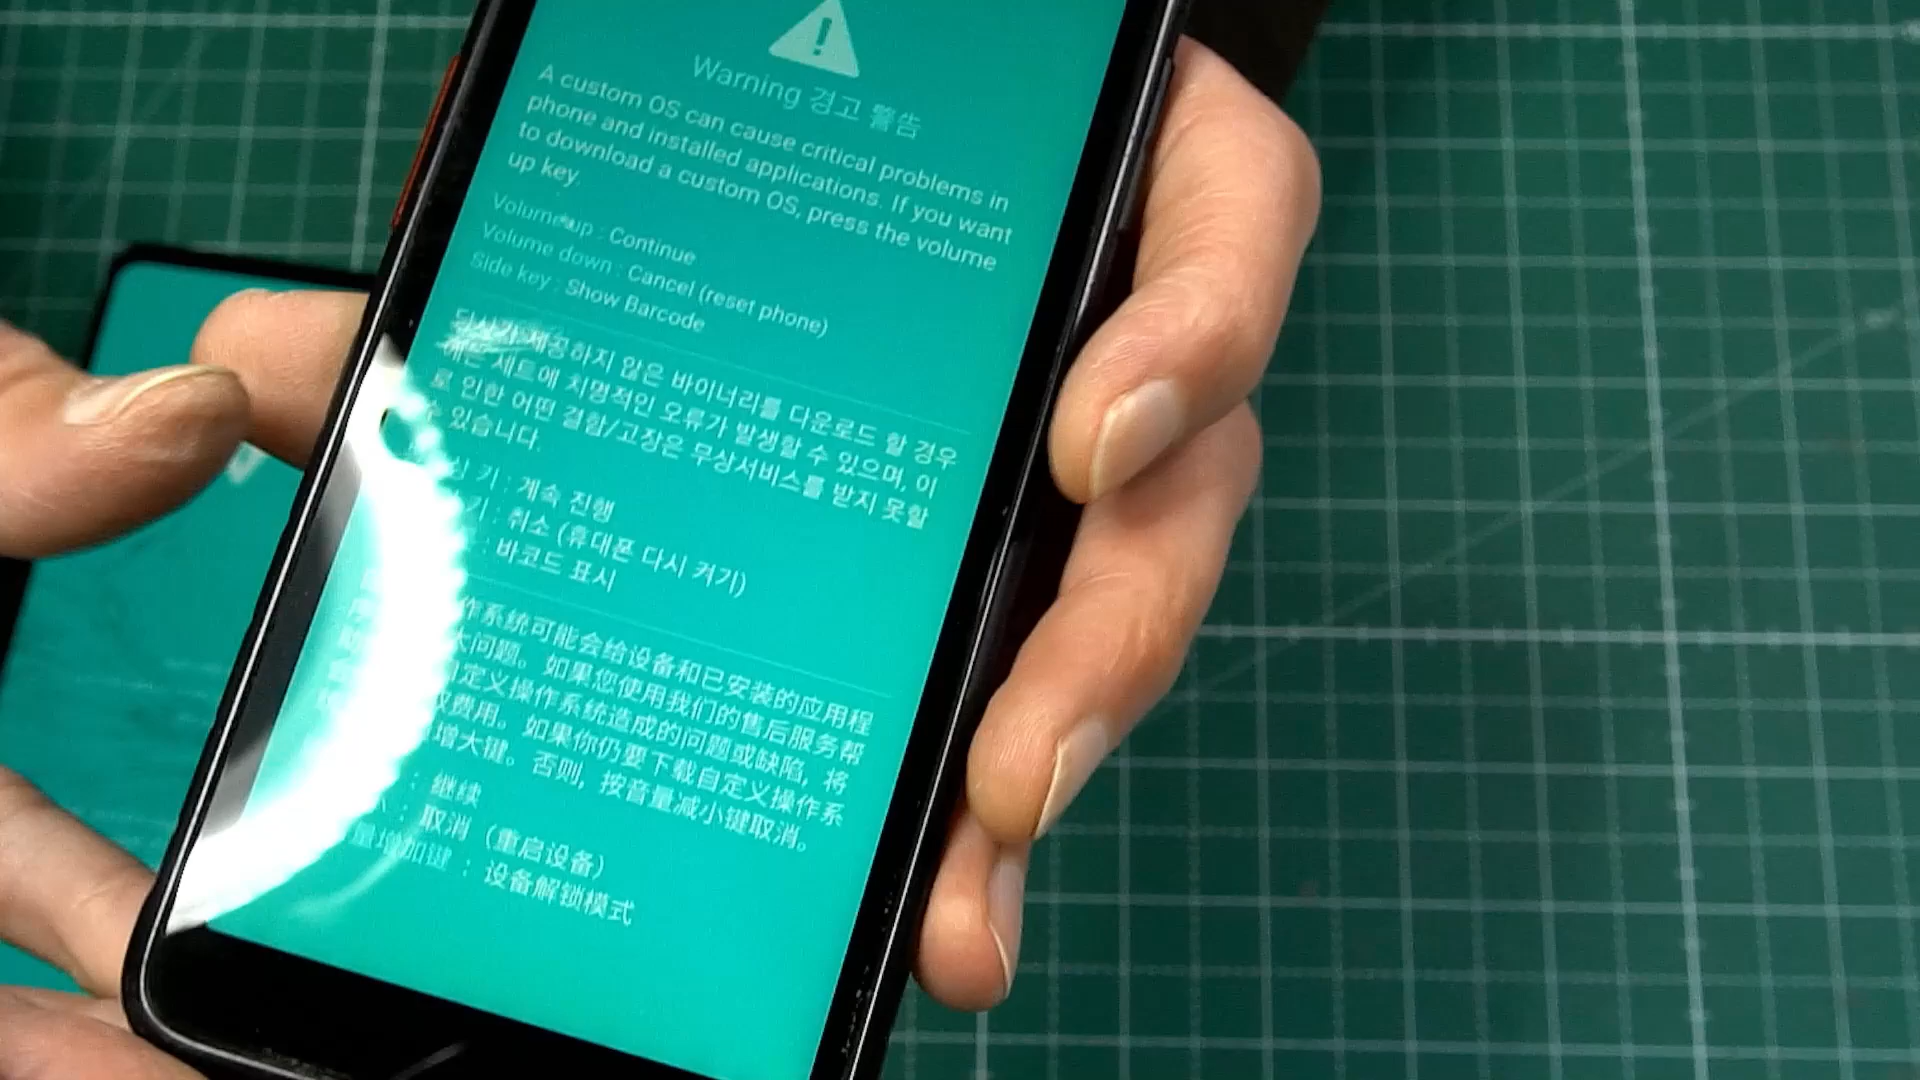 Warning 경고 警告
A custom OS can cause critical problems in
phone and installed applications. If you want
to download a custom OS, press the volume
up key.
Volume up : Continue
Volume down : Cancel (reset phone)
Side key : Show Barcode
제공하지 않은 바이너리를 다운로드 할 경우
세트에 치명적인 오류가 발생할 수 있으며, 이
로 인한 어떤 결함/고장은 무상서비스를 받지 못할
있습니다.
키 : 계속 진행
기 : 취소 (휴대폰 다시 켜기)
: 바코드 표시
作系統可能会给设备和已安装的应用程
大问题。如果您使用我们的售后服务帮
定义操作系统造成的问题或缺陷, 将
费用。如果你仍要下载自定义操作系
增大键。否则, 按音量减小键取消。
: 继续
: 取消 (重启设备)
量增加键 : 设备解锁模式